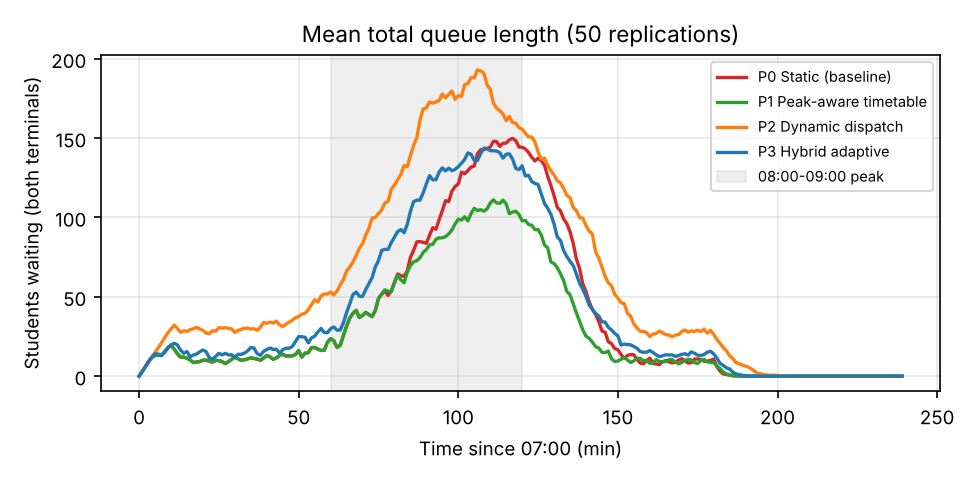 Mean total queue length (50 replications)
Students waiting (both terminals)
200
150
100
50
0
P0 Static (baseline)
P1 Peak-aware timetable
P2 Dynamic dispatch
P3 Hybrid adaptive
08:00-09:00 peak
0
50
100
150
200
250
Time since 07:00 (min)